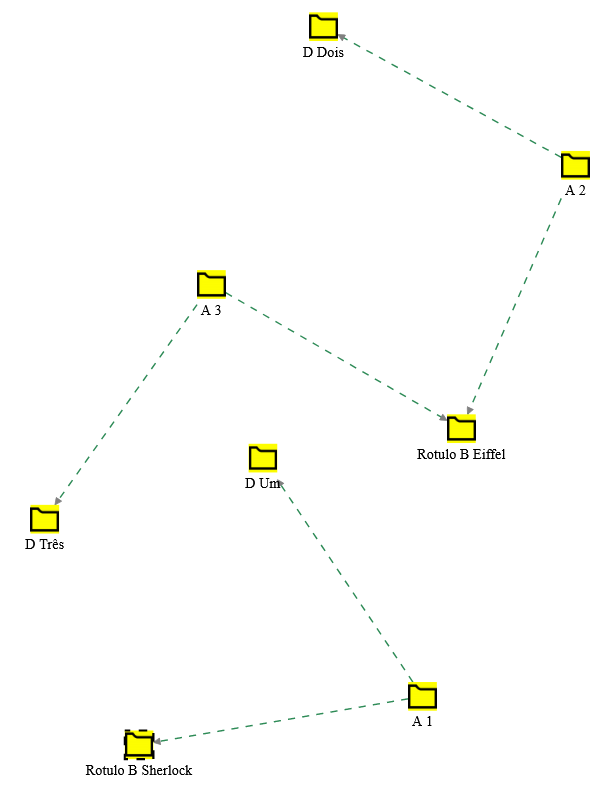 D Dois
A 2
A 3
Rotulo B Eiffel
D Um
D Três
A 1
Rotulo B Sherlock